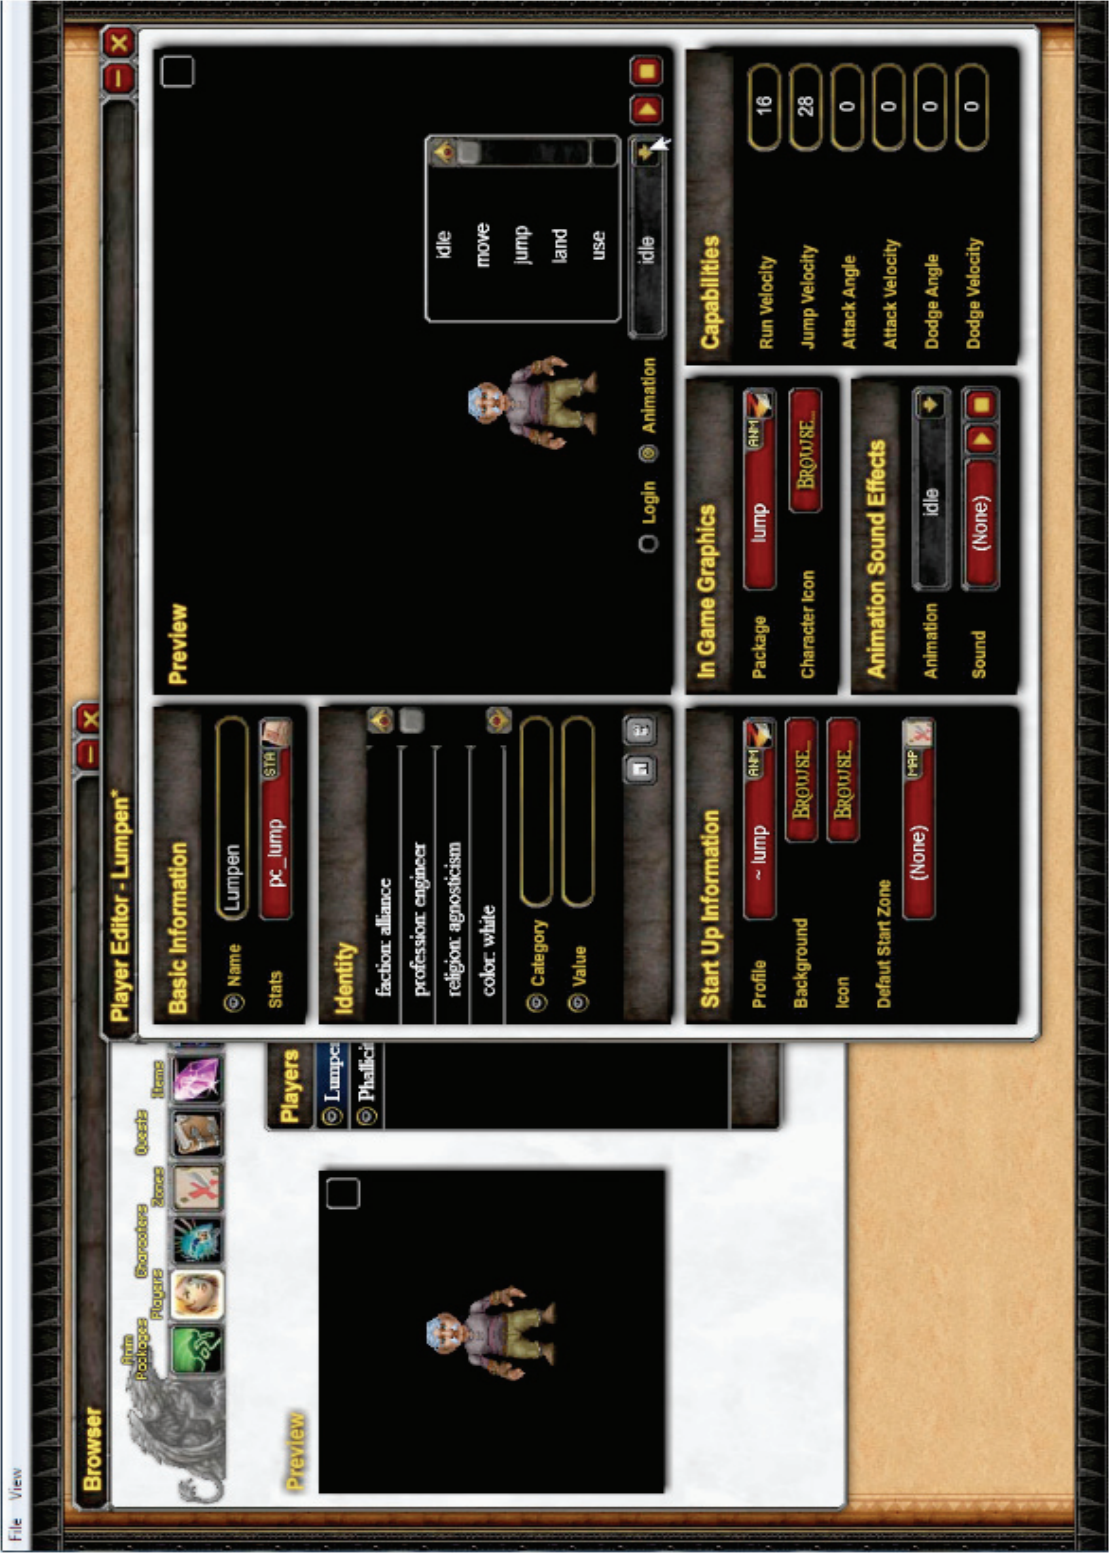 File View
Browser
Anim
Packages
Players
Characters
Zones
Quests
Items
Preview
Players
Lumpe
Phallici
Player Editor - Lumpen*
Basic Information
Name Lumpen
Stats pc_lump STA
Identity
faction: alliance
profession: engineer
religion: agnosticism
color: white
Category
Value
Start Up Information
Profile ~ lump ANM
Background BROWSE...
Icon BROWSE...
Defaut Start Zone
(None) MAP
Preview
idle
move
jump
land
use
Login Animation idle
In Game Graphics
Package lump ANM
Character Icon BROWSE...
Animation Sound Effects
Animation idle
Sound (None)
Capabilities
Run Velocity 16
Jump Velocity 28
Attack Angle 0
Attack Velocity 0
Dodge Angle 0
Dodge Velocity 0